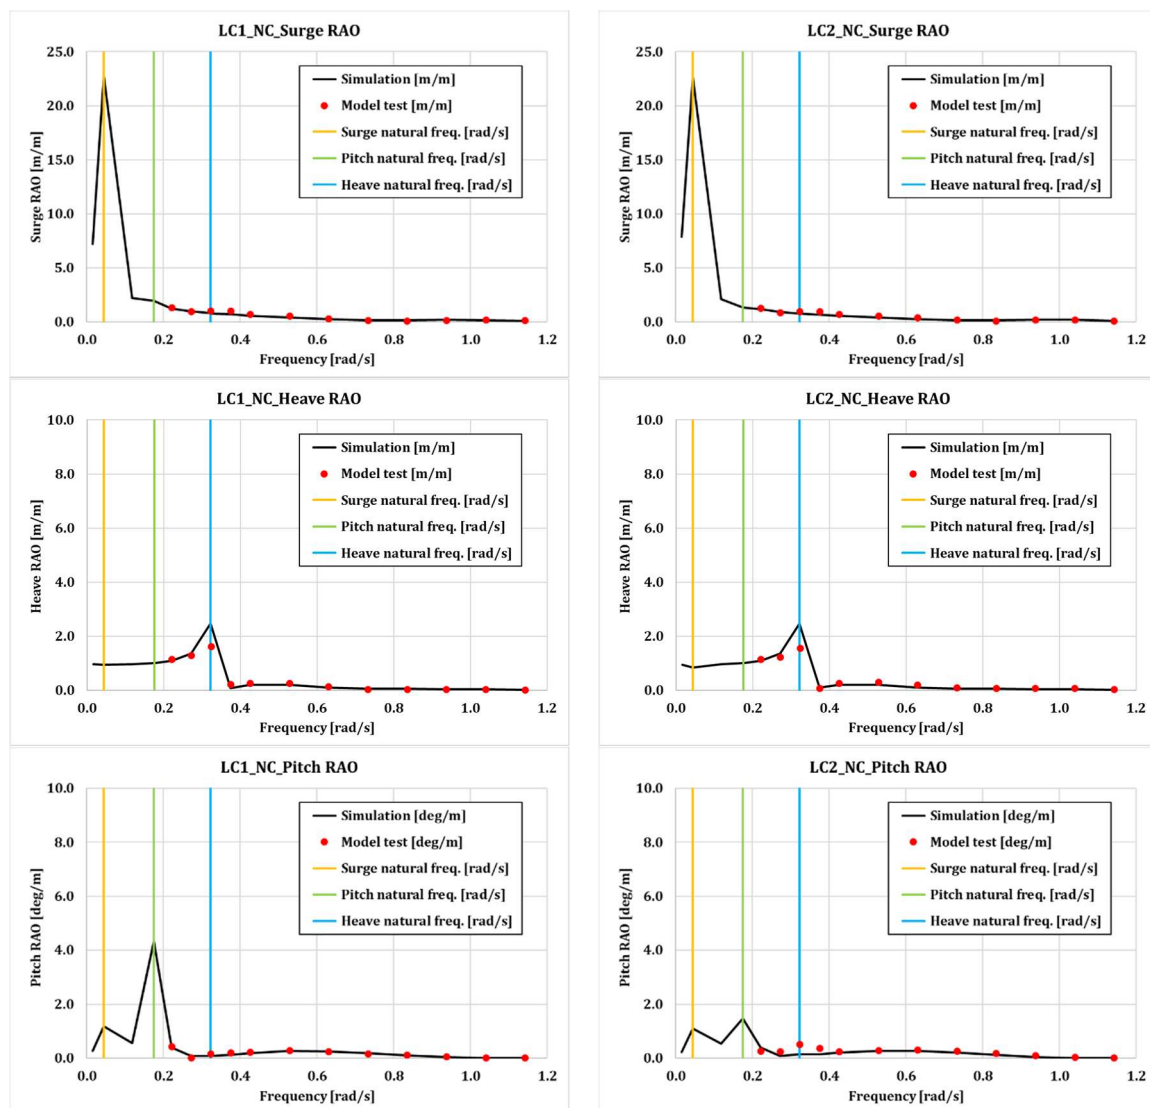 LC1_NC_Surge RAO
25.0
20.0
15.0
10.0
5.0
0.0
Surge RAO [m/m]
Simulation [m/m]
Model test [m/m]
Surge natural freq. [rad/s]
Pitch natural freq. [rad/s]
Heave natural freq. [rad/s]
0.0 0.2 0.4 0.6 0.8 1.0 1.2
Frequency [rad/s]
LC2_NC_Surge RAO
25.0
20.0
15.0
10.0
5.0
0.0
Surge RAO [m/m]
Simulation [m/m]
Model test [m/m]
Surge natural freq. [rad/s]
Pitch natural freq. [rad/s]
Heave natural freq. [rad/s]
0.0 0.2 0.4 0.6 0.8 1.0 1.2
Frequency [rad/s]
LC1_NC_Heave RAO
10.0
8.0
6.0
4.0
2.0
0.0
Heave RAO [m/m]
Simulation [m/m]
Model test [m/m]
Surge natural freq. [rad/s]
Pitch natural freq. [rad/s]
Heave natural freq. [rad/s]
0.0 0.2 0.4 0.6 0.8 1.0 1.2
Frequency [rad/s]
LC2_NC_Heave RAO
10.0
8.0
6.0
4.0
2.0
0.0
Heave RAO [m/m]
Simulation [m/m]
Model test [m/m]
Surge natural freq. [rad/s]
Pitch natural freq. [rad/s]
Heave natural freq. [rad/s]
0.0 0.2 0.4 0.6 0.8 1.0 1.2
Frequency [rad/s]
LC1_NC_Pitch RAO
10.0
8.0
6.0
4.0
2.0
0.0
Pitch RAO [deg/m]
Simulation [deg/m]
Model test [deg/m]
Surge natural freq. [rad/s]
Pitch natural freq. [rad/s]
Heave natural freq. [rad/s]
0.0 0.2 0.4 0.6 0.8 1.0 1.2
Frequency [rad/s]
LC2_NC_Pitch RAO
10.0
8.0
6.0
4.0
2.0
0.0
Pitch RAO [deg/m]
Simulation [deg/m]
Model test [deg/m]
Surge natural freq. [rad/s]
Pitch natural freq. [rad/s]
Heave natural freq. [rad/s]
0.0 0.2 0.4 0.6 0.8 1.0 1.2
Frequency [rad/s]